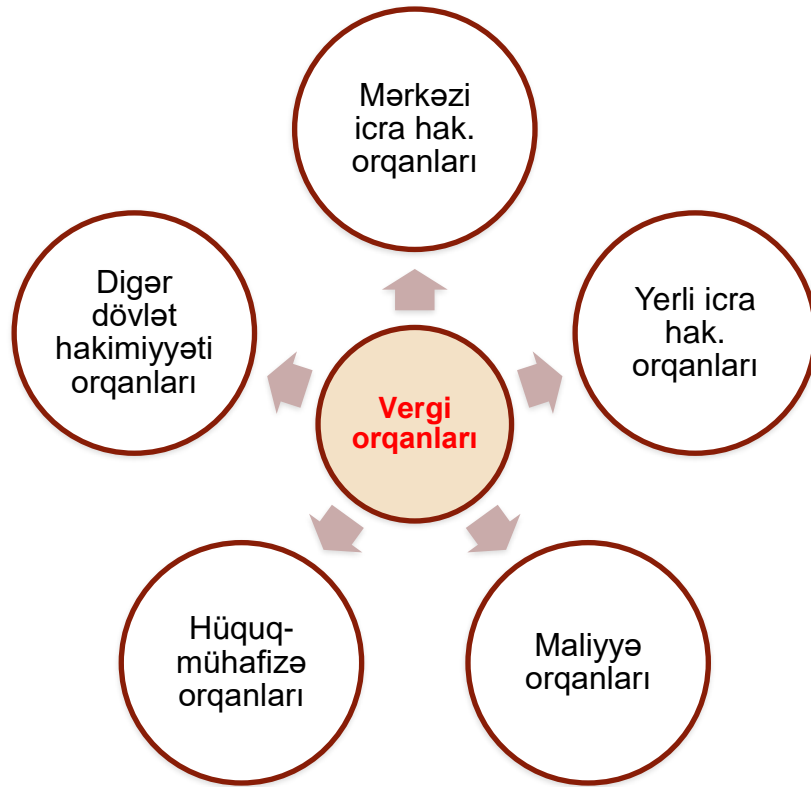 Mərkəzi
icra hak.
orqanları
Digər
dövlət
hakimiyyəti
orqanları
Yerli icra
hak.
orqanları
Vergi
orqanları
Hüquq-
mühafizə
orqanları
Maliyyə
orqanları